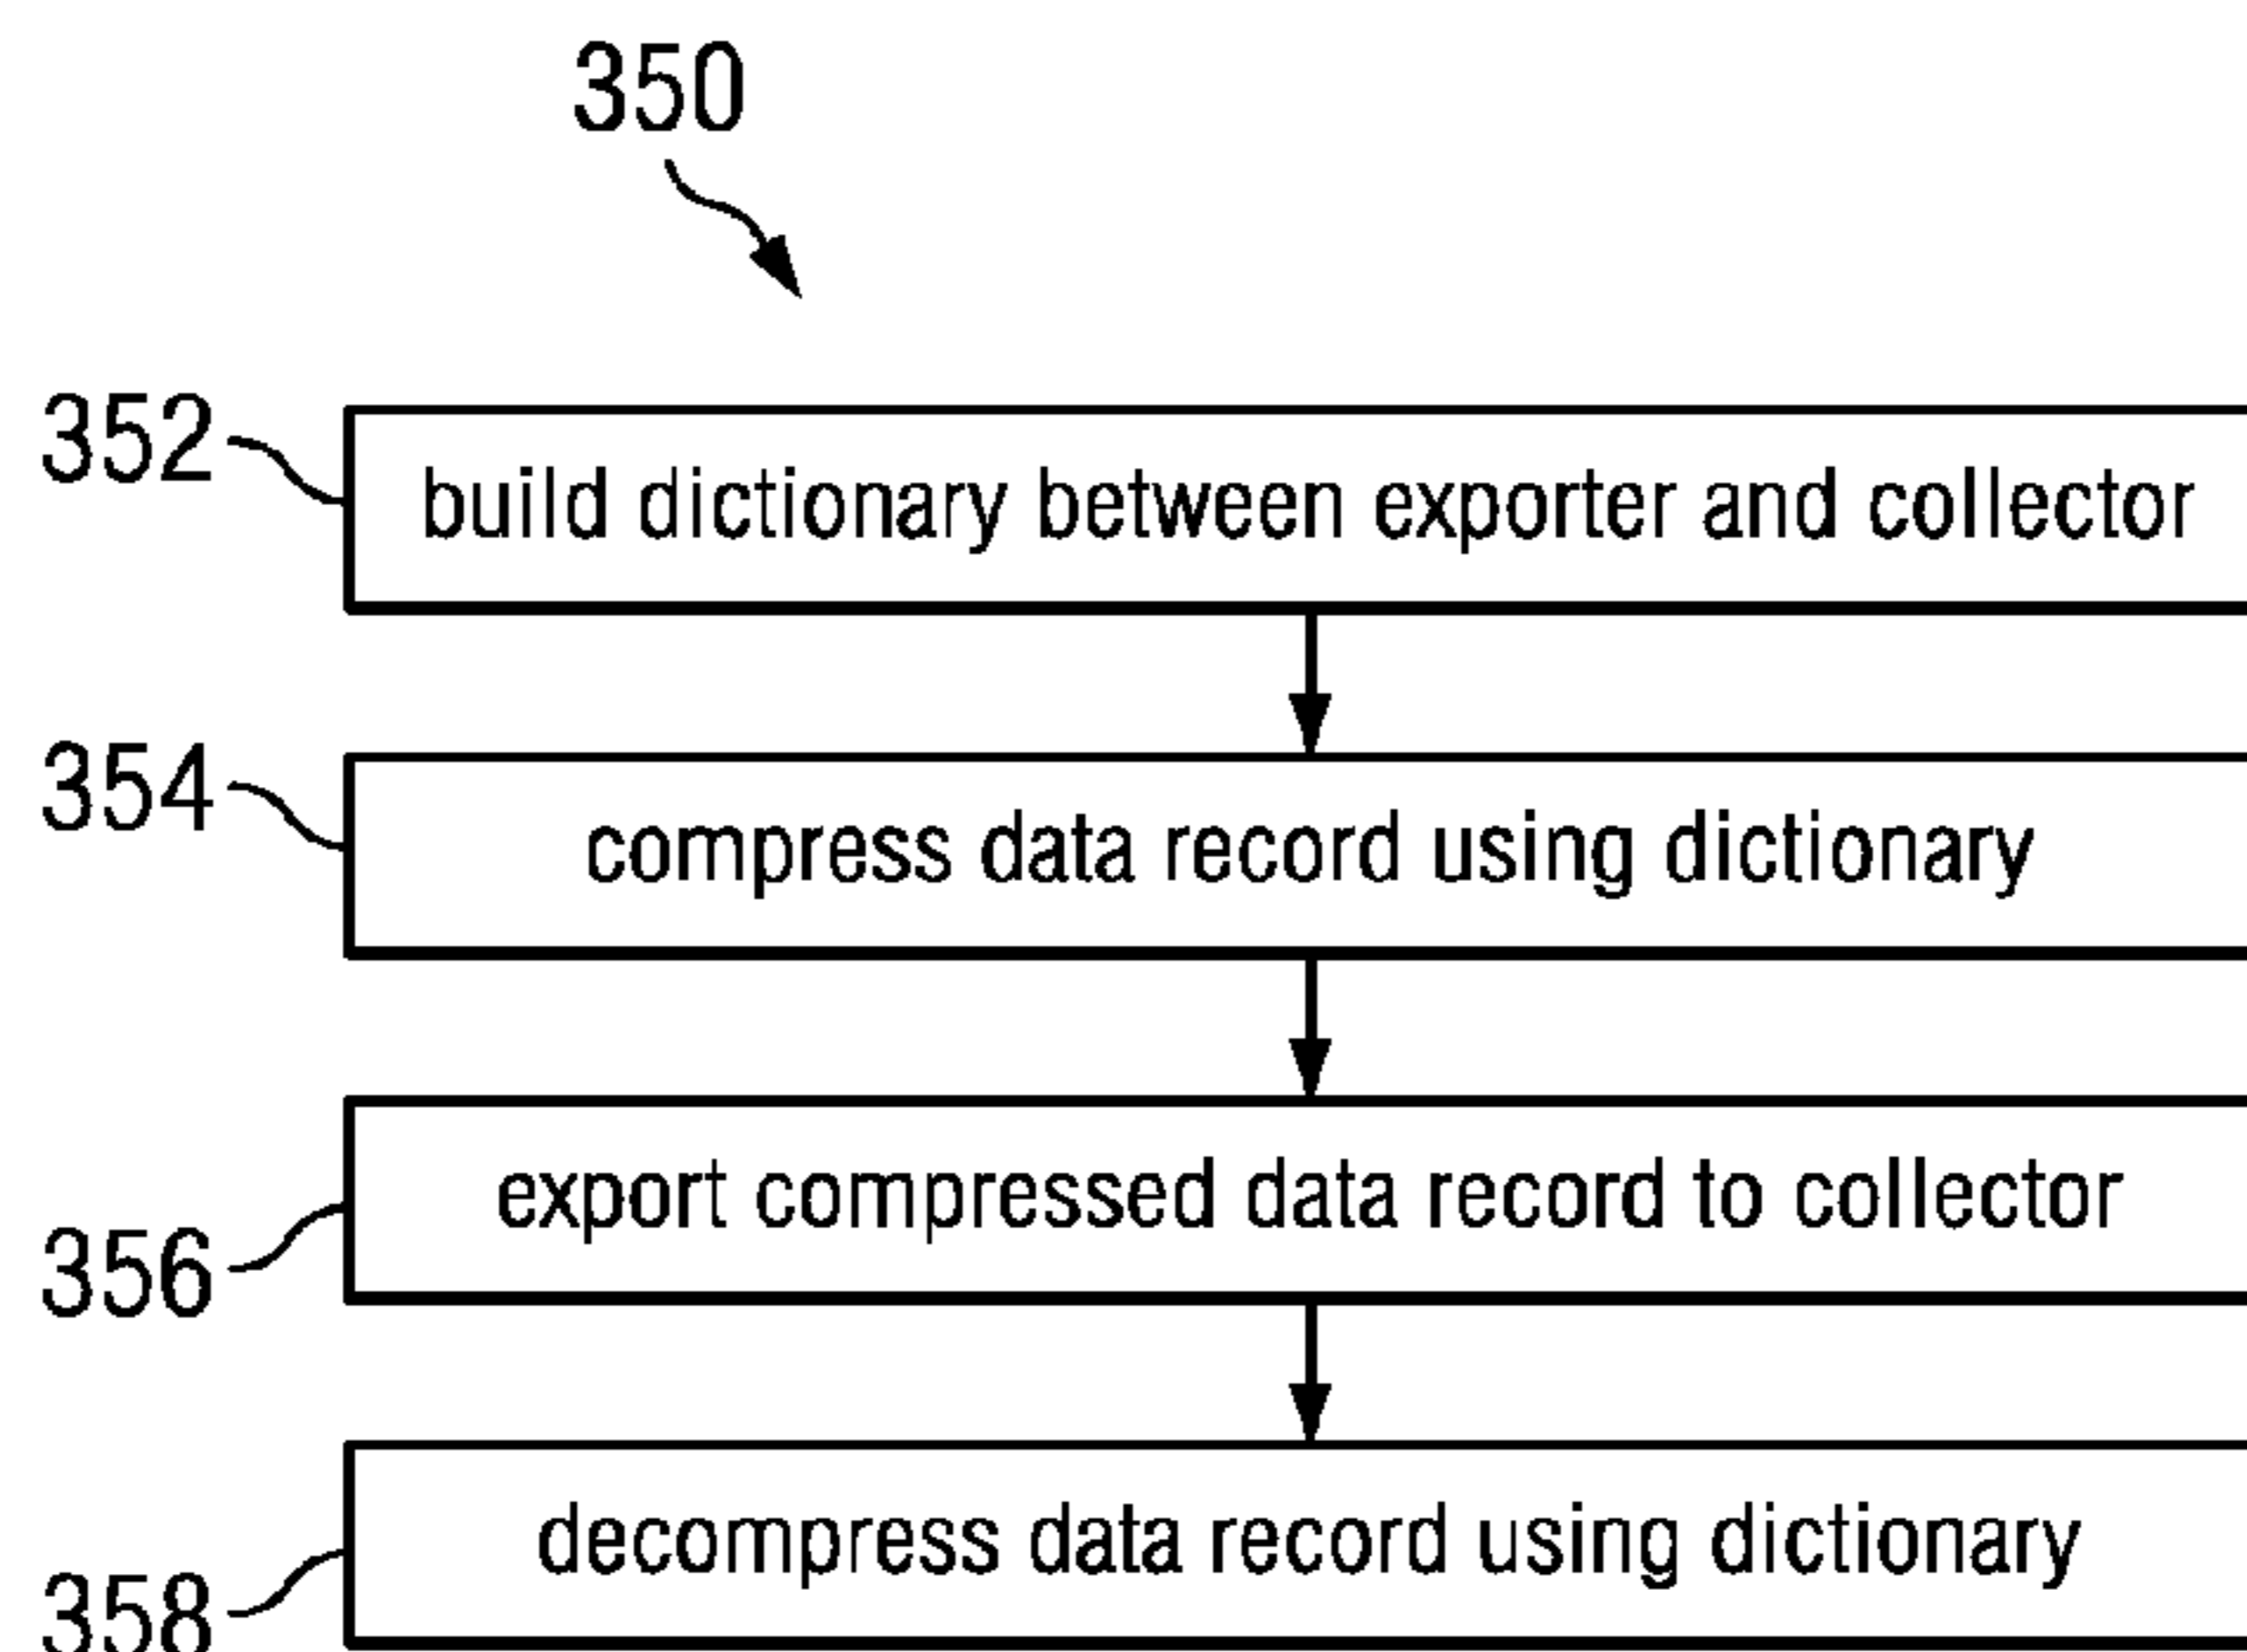 350
352
build dictionary between exporter and collector
354
compress data record using dictionary
export compressed data record to collector
356
decompress data record using dictionary
358